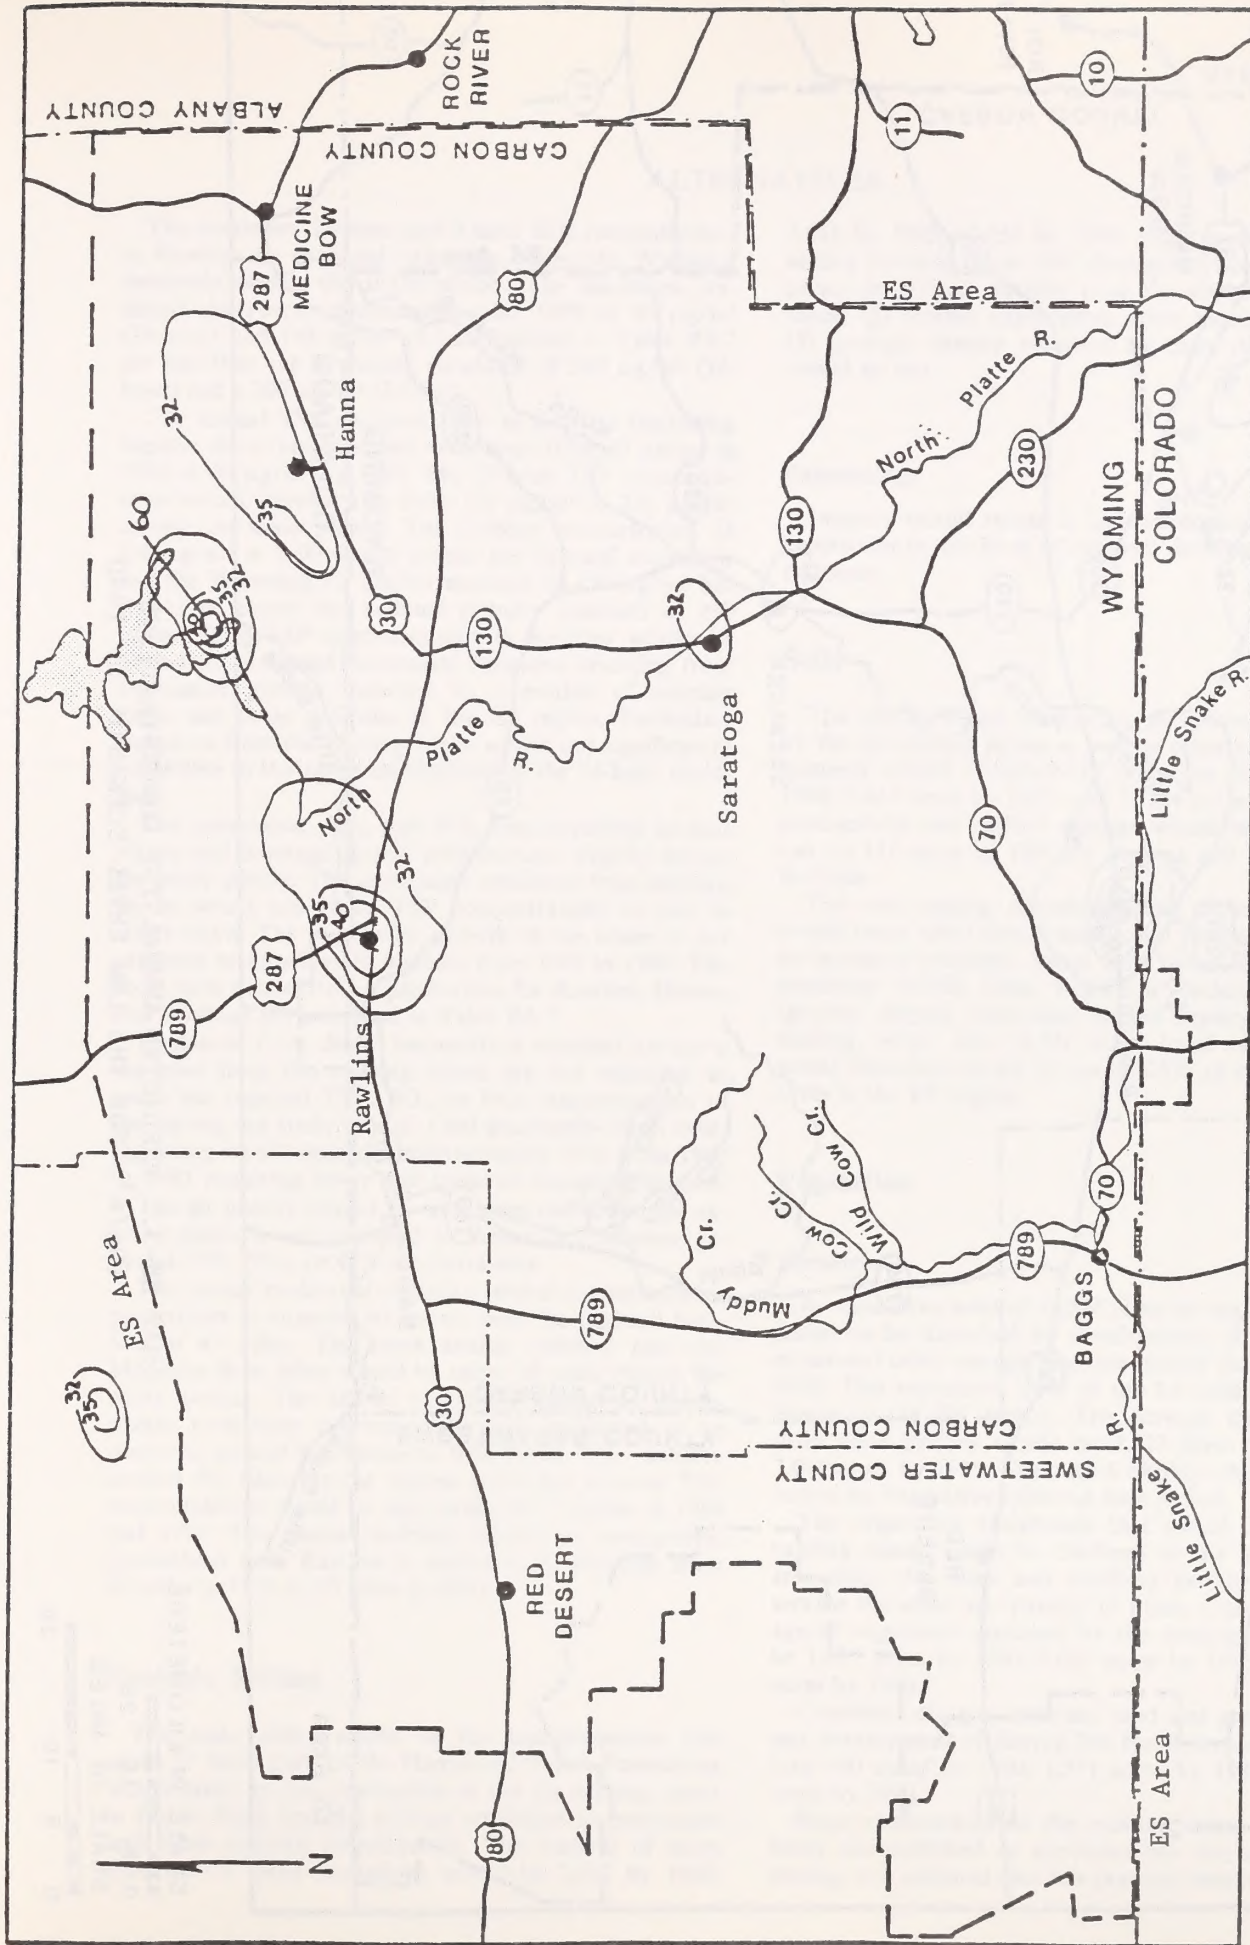 N
ES Area
32
35
789
287
60
40
35
32
32
35
ALBANY COUNTY
CARBON COUNTY
ROCK
RIVER
MEDICINE
BOW
287
Hanna
30
80
130
North
Platte
R.
35
40
32
Rawlins
30
80
RED
DESERT
789
SWEETWATER COUNTY
CARBON COUNTY
Muddy
Cr.
Cow Cr.
Wild Cow Cr.
789
BAGGS
70
Saratoga
32
130
11
10
ES Area
North
Platte R.
230
70
WYOMING
COLORADO
Little Snake R.
Little Snake
R.
ES Area